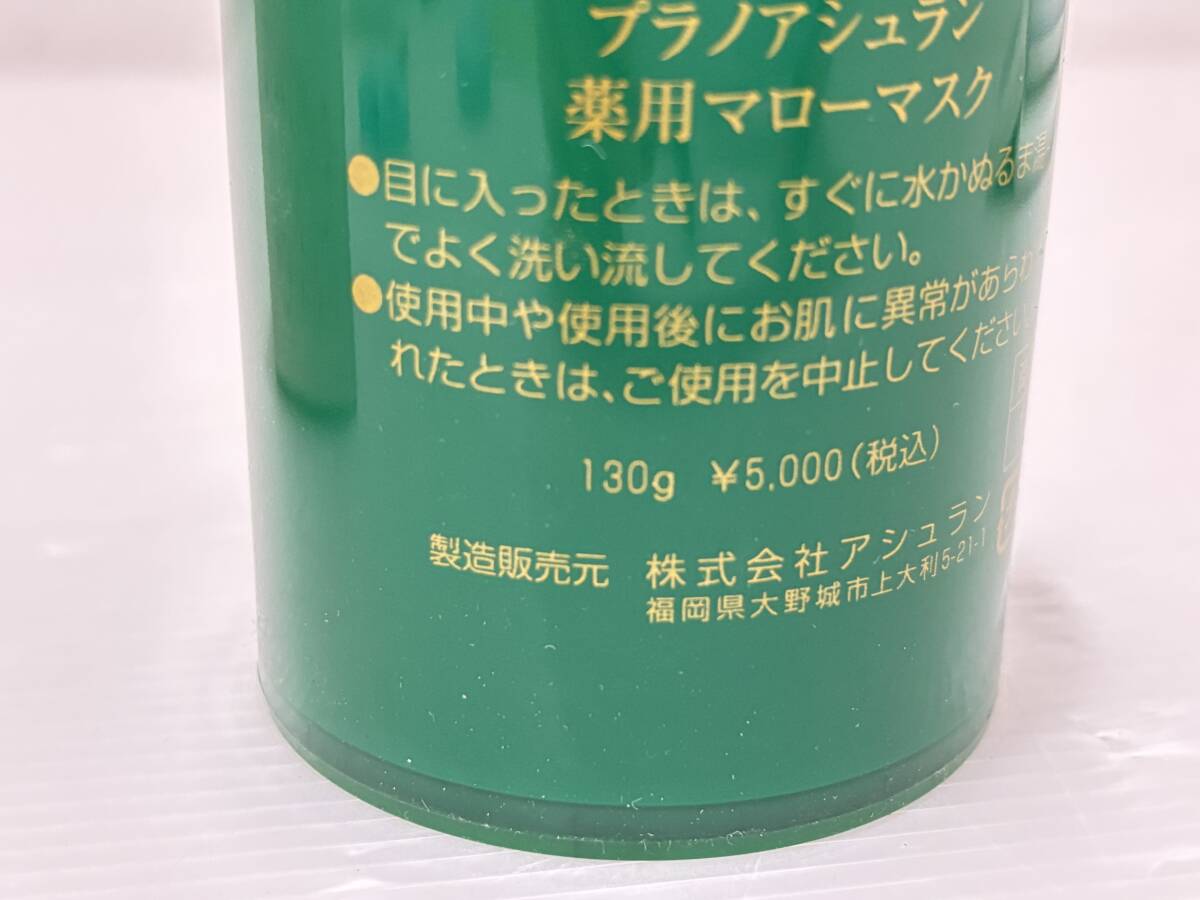 プラノアシュラン
薬用マローマスク
●目に入ったときは、すぐに水かぬるま湯
でよく洗い流してください。
●使用中や使用後にお肌に異常があらわ
れたときは、ご使用を中止してください。
130g ¥5,000(税込)
製造販売元 株式会社アシュラン
福岡県大野城市上大利5-21-1